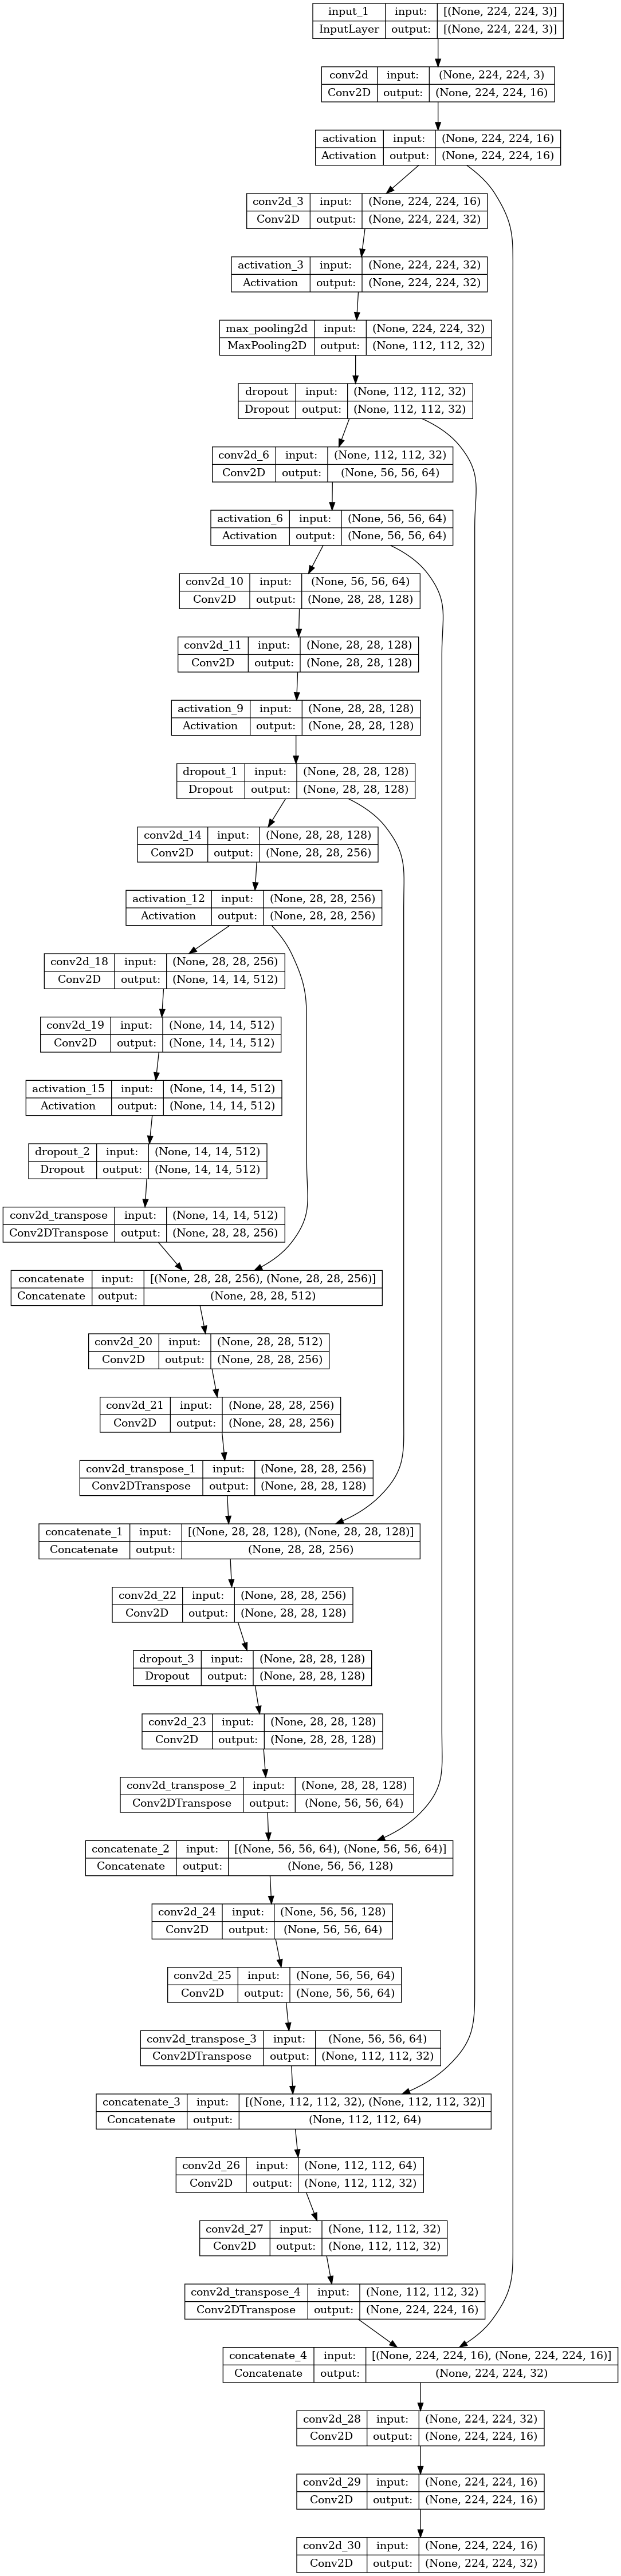 input_1 input: [(None, 224, 224, 3)]
InputLayer output: [(None, 224, 224, 3)]
conv2d input: (None, 224, 224, 3)
Conv2D output: (None, 224, 224, 16)
activation input: (None, 224, 224, 16)
Activation output: (None, 224, 224, 16)
conv2d_3 input: (None, 224, 224, 16)
Conv2D output: (None, 224, 224, 32)
activation_3 input: (None, 224, 224, 32)
Activation output: (None, 224, 224, 32)
max_pooling2d input: (None, 224, 224, 32)
MaxPooling2D output: (None, 112, 112, 32)
dropout input: (None, 112, 112, 32)
Dropout output: (None, 112, 112, 32)
conv2d_6 input: (None, 112, 112, 32)
Conv2D output: (None, 56, 56, 64)
activation_6 input: (None, 56, 56, 64)
Activation output: (None, 56, 56, 64)
conv2d_10 input: (None, 56, 56, 64)
Conv2D output: (None, 28, 28, 128)
conv2d_11 input: (None, 28, 28, 128)
Conv2D output: (None, 28, 28, 128)
activation_9 input: (None, 28, 28, 128)
Activation output: (None, 28, 28, 128)
dropout_1 input: (None, 28, 28, 128)
Dropout output: (None, 28, 28, 128)
conv2d_14 input: (None, 28, 28, 128)
Conv2D output: (None, 28, 28, 256)
activation_12 input: (None, 28, 28, 256)
Activation output: (None, 28, 28, 256)
conv2d_18 input: (None, 28, 28, 256)
Conv2D output: (None, 14, 14, 512)
conv2d_19 input: (None, 14, 14, 512)
Conv2D output: (None, 14, 14, 512)
activation_15 input: (None, 14, 14, 512)
Activation output: (None, 14, 14, 512)
dropout_2 input: (None, 14, 14, 512)
Dropout output: (None, 14, 14, 512)
conv2d_transpose input: (None, 14, 14, 512)
Conv2DTranspose output: (None, 28, 28, 256)
concatenate input: [(None, 28, 28, 256), (None, 28, 28, 256)]
Concatenate output: (None, 28, 28, 512)
conv2d_20 input: (None, 28, 28, 512)
Conv2D output: (None, 28, 28, 256)
conv2d_21 input: (None, 28, 28, 256)
Conv2D output: (None, 28, 28, 256)
conv2d_transpose_1 input: (None, 28, 28, 256)
Conv2DTranspose output: (None, 28, 28, 128)
concatenate_1 input: [(None, 28, 28, 128), (None, 28, 28, 128)]
Concatenate output: (None, 28, 28, 256)
conv2d_22 input: (None, 28, 28, 256)
Conv2D output: (None, 28, 28, 128)
dropout_3 input: (None, 28, 28, 128)
Dropout output: (None, 28, 28, 128)
conv2d_23 input: (None, 28, 28, 128)
Conv2D output: (None, 28, 28, 128)
conv2d_transpose_2 input: (None, 28, 28, 128)
Conv2DTranspose output: (None, 56, 56, 64)
concatenate_2 input: [(None, 56, 56, 64), (None, 56, 56, 64)]
Concatenate output: (None, 56, 56, 128)
conv2d_24 input: (None, 56, 56, 128)
Conv2D output: (None, 56, 56, 64)
conv2d_25 input: (None, 56, 56, 64)
Conv2D output: (None, 56, 56, 64)
conv2d_transpose_3 input: (None, 56, 56, 64)
Conv2DTranspose output: (None, 112, 112, 32)
concatenate_3 input: [(None, 112, 112, 32), (None, 112, 112, 32)]
Concatenate output: (None, 112, 112, 64)
conv2d_26 input: (None, 112, 112, 64)
Conv2D output: (None, 112, 112, 32)
conv2d_27 input: (None, 112, 112, 32)
Conv2D output: (None, 112, 112, 32)
conv2d_transpose_4 input: (None, 112, 112, 32)
Conv2DTranspose output: (None, 224, 224, 16)
concatenate_4 input: [(None, 224, 224, 16), (None, 224, 224, 16)]
Concatenate output: (None, 224, 224, 32)
conv2d_28 input: (None, 224, 224, 32)
Conv2D output: (None, 224, 224, 16)
conv2d_29 input: (None, 224, 224, 16)
Conv2D output: (None, 224, 224, 16)
conv2d_30 input: (None, 224, 224, 16)
Conv2D output: (None, 224, 224, 32)